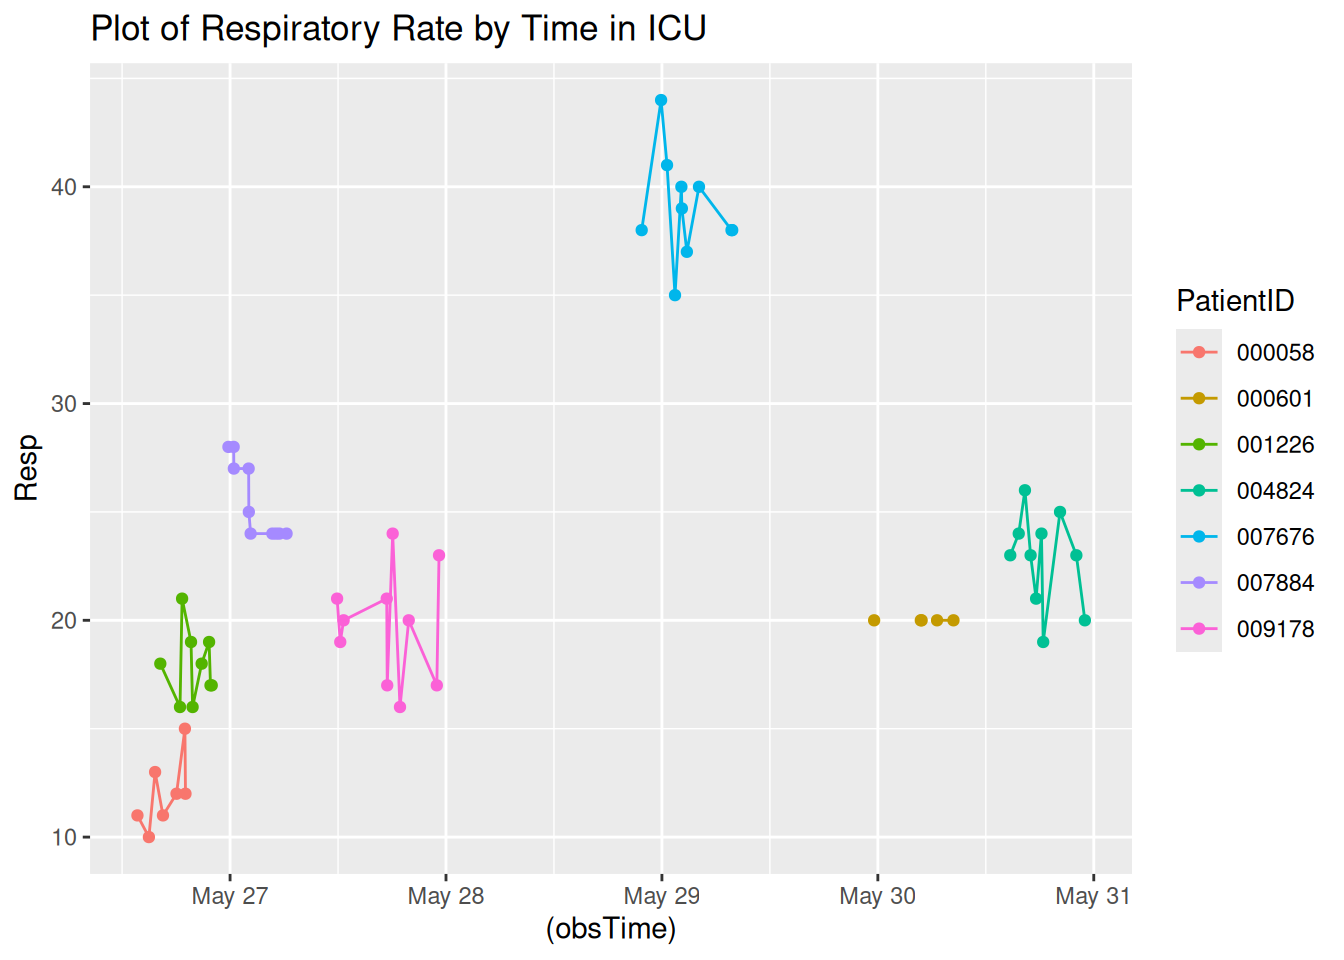 Plot of Respiratory Rate by Time in ICU
Resp
40
30
20
10
May 27 May 28 May 29 May 30 May 31
(obsTime)
PatientID
000058
000601
001226
004824
007676
007884
009178